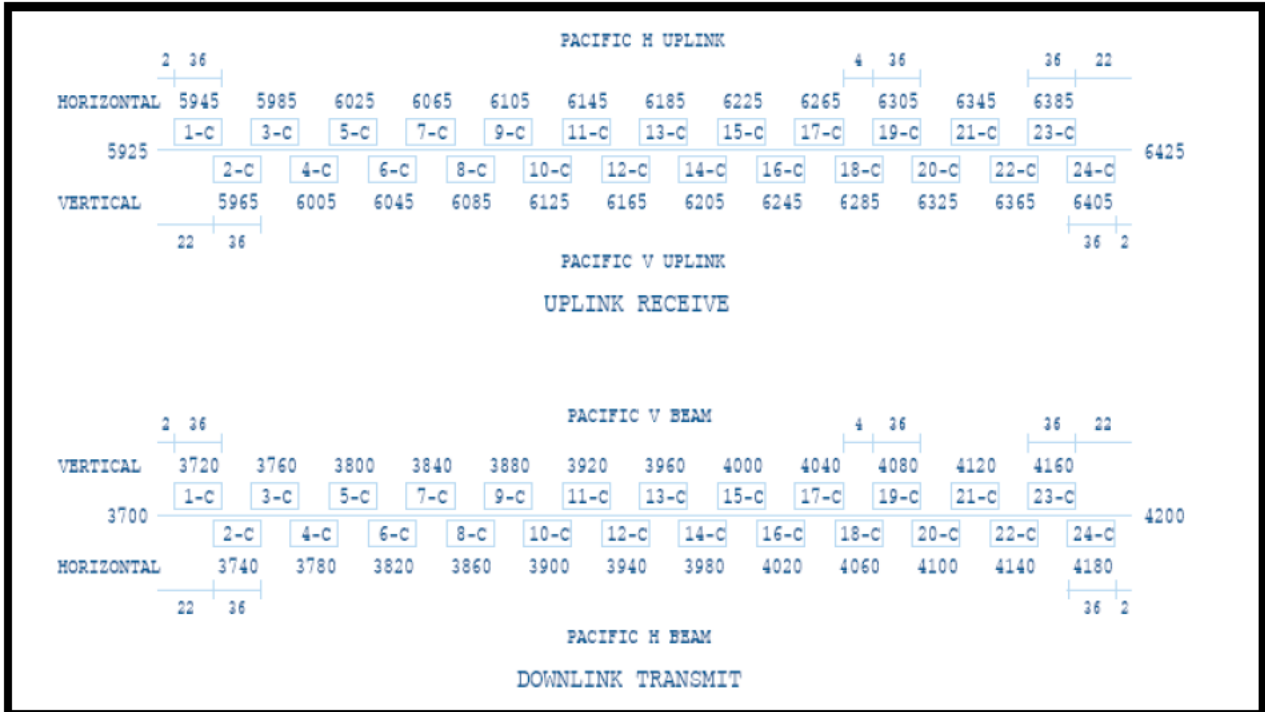 PACIFIC H UPLINK
2 36 4 36 36 22
HORIZONTAL 5945 5985 6025 6065 6105 6145 6185 6225 6265 6305 6345 6385
1-C 3-C 5-C 7-C 9-C 11-C 13-C 15-C 17-C 19-C 21-C 23-C
5925 6425
2-C 4-C 6-C 8-C 10-C 12-C 14-C 16-C 18-C 20-C 22-C 24-C
VERTICAL 5965 6005 6045 6085 6125 6165 6205 6245 6285 6325 6365 6405
22 36 36 2
PACIFIC V UPLINK
UPLINK RECEIVE
PACIFIC V BEAM
2 36 4 36 36 22
VERTICAL 3720 3760 3800 3840 3880 3920 3960 4000 4040 4080 4120 4160
1-C 3-C 5-C 7-C 9-C 11-C 13-C 15-C 17-C 19-C 21-C 23-C
3700 4200
2-C 4-C 6-C 8-C 10-C 12-C 14-C 16-C 18-C 20-C 22-C 24-C
HORIZONTAL 3740 3780 3820 3860 3900 3940 3980 4020 4060 4100 4140 4180
22 36 36 2
PACIFIC H BEAM
DOWNLINK TRANSMIT